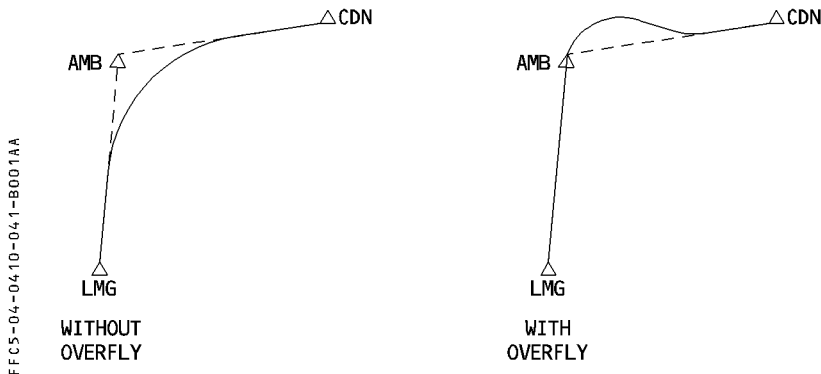 CDN
AMB
LMG
WITHOUT
OVERFLY
CDN
AMB
LMG
WITH
OVERFLY
FFC5-04-0410-041-B001AA